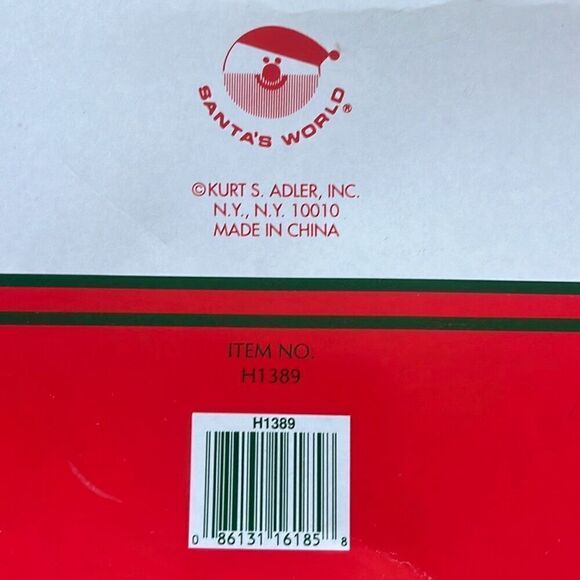 SANTA'S WORLD®
©KURT S. ADLER, INC.
N.Y., N.Y. 10010
MADE IN CHINA
ITEM NO.
H1389
H1389
0 86131 16185 8